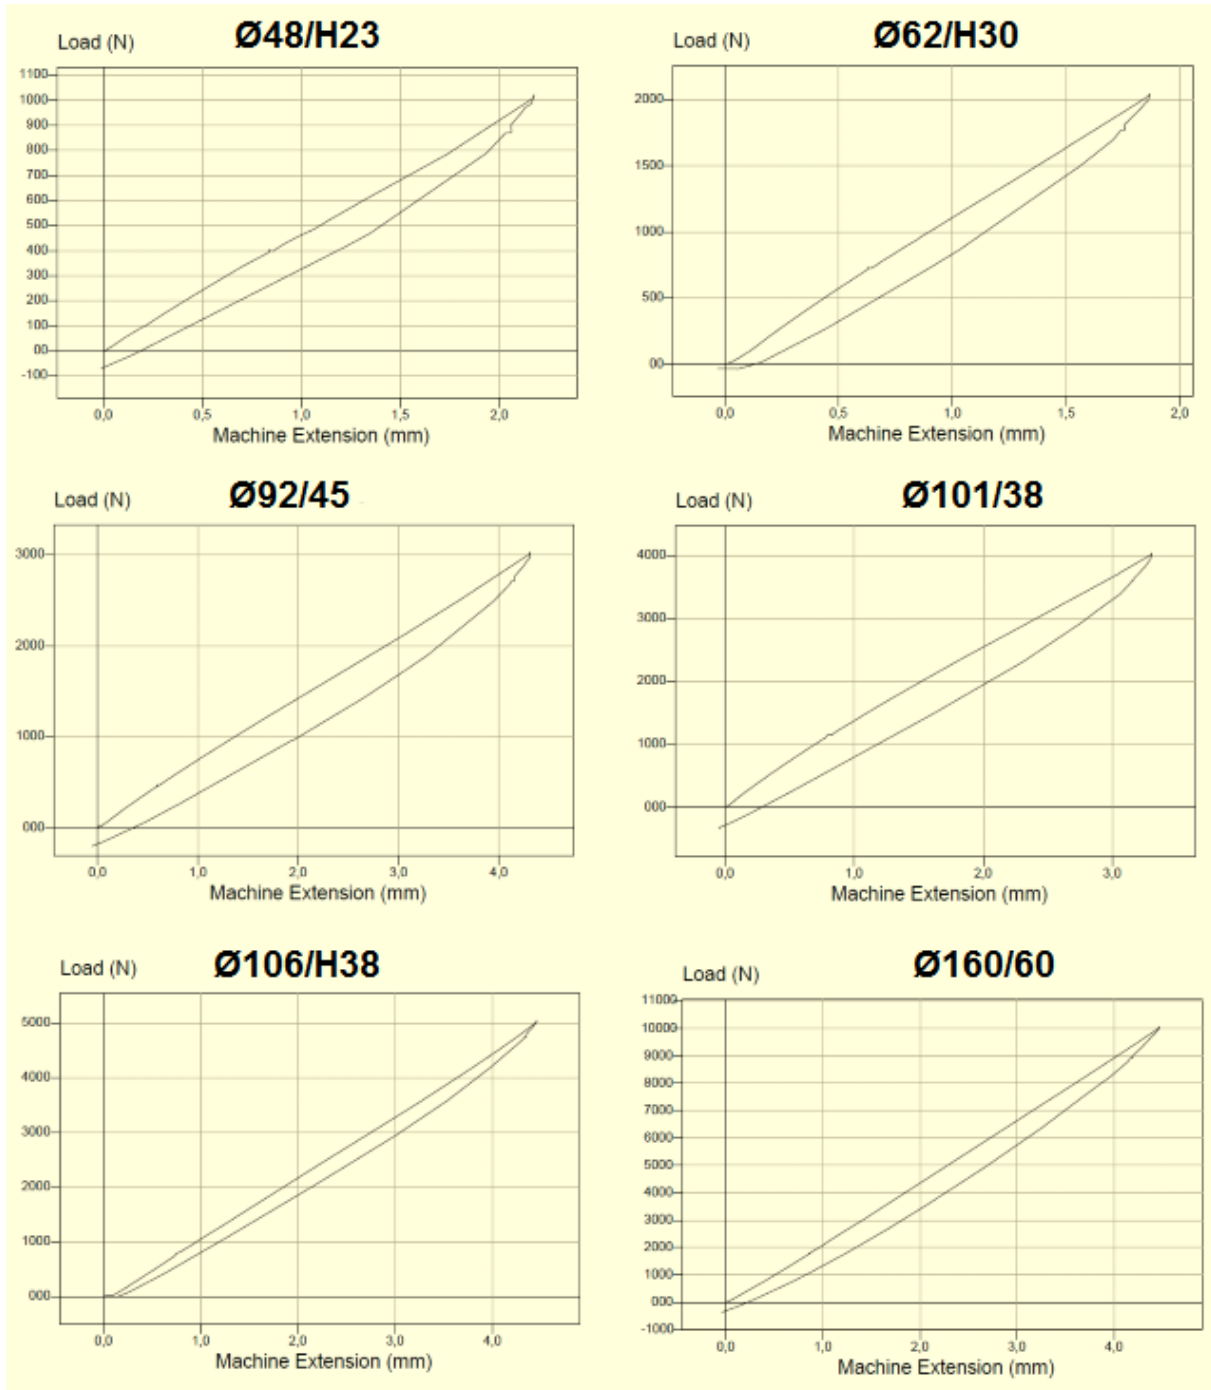 Load (N) Ø48/H23
1100
1000
900
800
700
600
500
400
300
200
100
00
-100
0,0 0,5 1,0 1,5 2,0
Machine Extension (mm)
Load (N) Ø62/H30
2000
1500
1000
500
00
0,0 0,5 1,0 1,5 2,0
Machine Extension (mm)
Load (N) Ø92/45
3000
2000
1000
000
0,0 1,0 2,0 3,0 4,0
Machine Extension (mm)
Load (N) Ø101/38
4000
3000
2000
1000
000
0,0 1,0 2,0 3,0
Machine Extension (mm)
Load (N) Ø106/H38
5000
4000
3000
2000
1000
000
0,0 1,0 2,0 3,0 4,0
Machine Extension (mm)
Load (N) Ø160/60
11000
10000
9000
8000
7000
6000
5000
4000
3000
2000
1000
000
-1000
0,0 1,0 2,0 3,0 4,0
Machine Extension (mm)